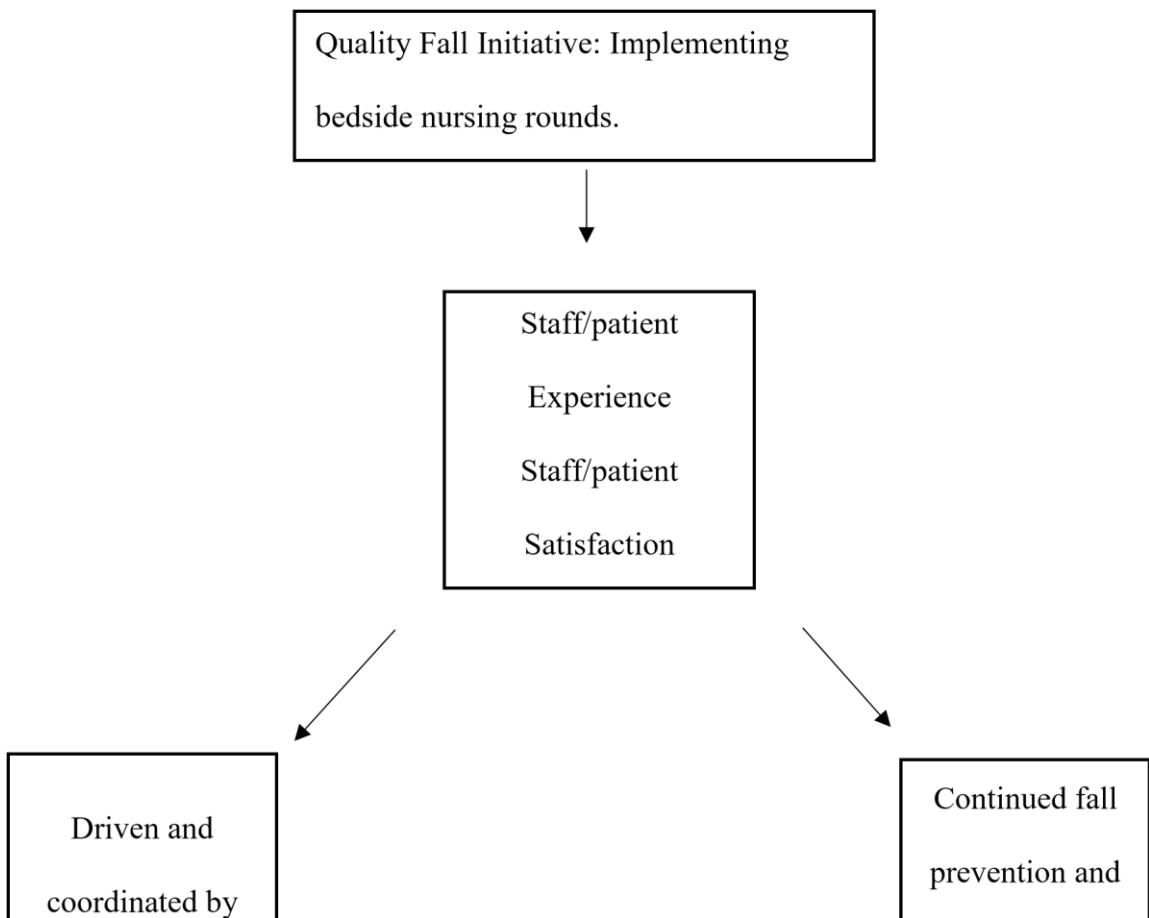 Quality Fall Initiative: Implementing
bedside nursing rounds.
Staff/patient
Experience
Staff/patient
Satisfaction
Driven and
coordinated by
Continued fall
prevention and